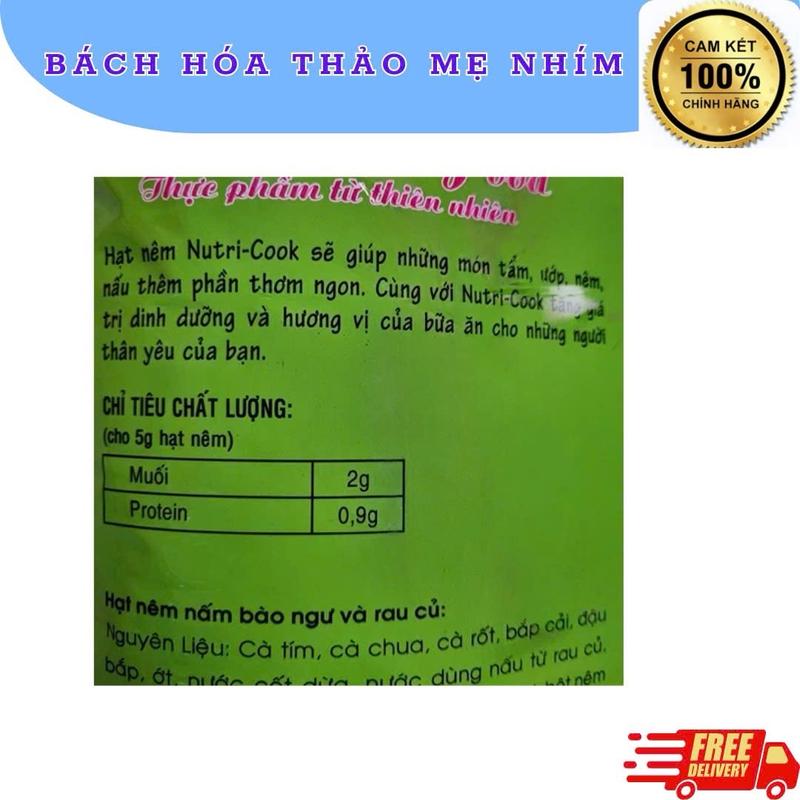 BÁCH HÓA THẢO MẸ NHÍM
CAM KẾT
100%
CHÍNH HÃNG
Thực phẩm từ thiên nhiên
Hạt nêm Nutri-Cook sẽ giúp những món tẩm, ướp, nêm,
nấu thêm phần thơm ngon. Cùng với Nutri-Cook tăng giá
trị dinh dưỡng và hương vị của bữa ăn cho những người
thân yêu của bạn.
CHỈ TIÊU CHẤT LƯỢNG:
(cho 5g hạt nêm)
Muối 2g
Protein 0,9g
Hạt nêm nấm bào ngư và rau củ:
Nguyên Liệu: Cà tím, cà chua, cà rốt, bắp cải, đậu
bắp, ớt, nước cốt dừa, nước dùng nấu từ rau củ,
hạt nêm
FREE
DELIVERY